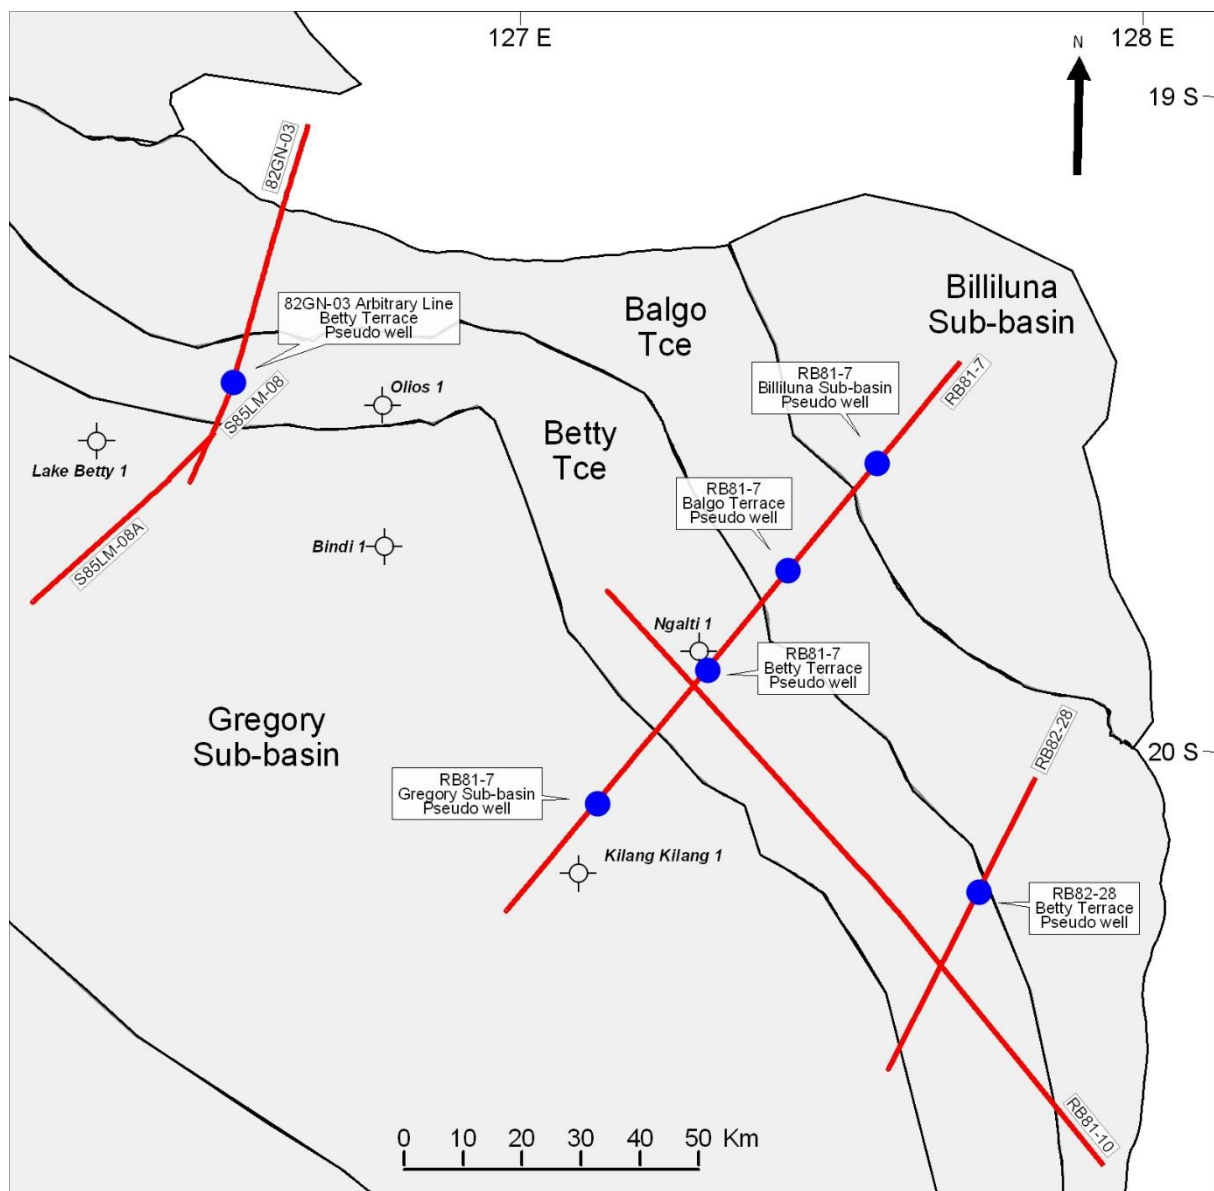 127 E
128 E
N
19 S
82GN-03
Billiluna
Sub-basin
82GN-03 Arbitrary Line
Betty Terrace
Pseudo well
Balgo
Tce
RB81-7
Billiluna Sub-basin
Pseudo well
RB81-7
Olios 1
S85LM-08
Betty
Tce
Lake Betty 1
RB81-7
Balgo Terrace
Pseudo well
S85LM-08A
Bindi 1
Ngalti 1
RB81-7
Betty Terrace
Pseudo well
Gregory
Sub-basin
RB82-28
20 S
RB81-7
Gregory Sub-basin
Pseudo well
Kilang Kilang 1
RB82-28
Betty Terrace
Pseudo well
RB81-10
0 10 20 30 40 50 Km